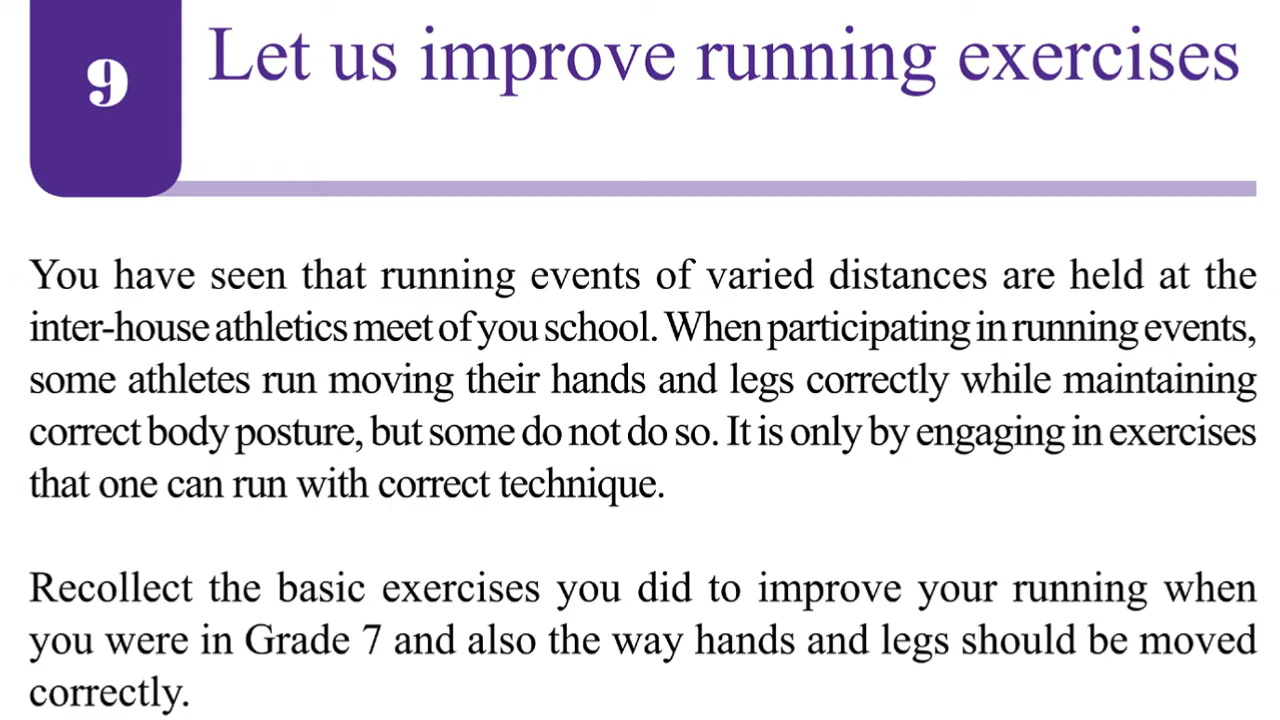 9
Let us improve running exercises
You have seen that running events of varied distances are held at the
inter-house athletics meet of you school. When participating in running events,
some athletes run moving their hands and legs correctly while maintaining
correct body posture, but some do not do so. It is only by engaging in exercises
that one can run with correct technique.
Recollect the basic exercises you did to improve your running when
you were in Grade 7 and also the way hands and legs should be moved
correctly.